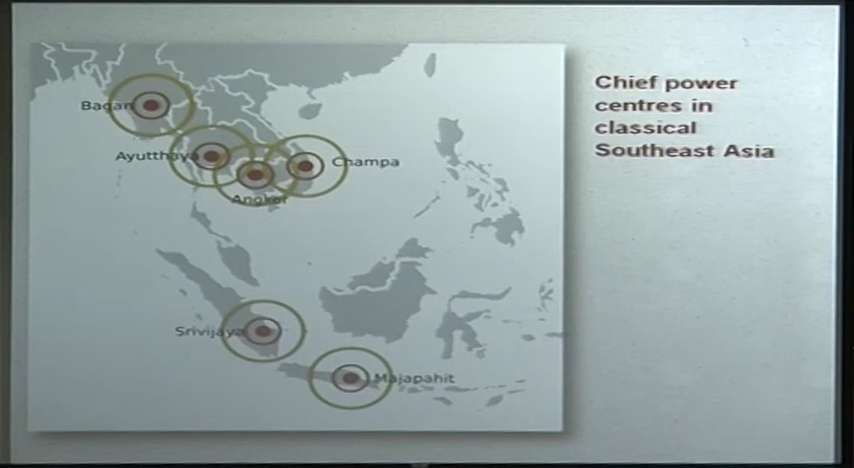 Chief power
centres in
classical
Southeast Asia
Bagan
Ayutthaya
Champa
Angkor
Srivijaya
Majapahit